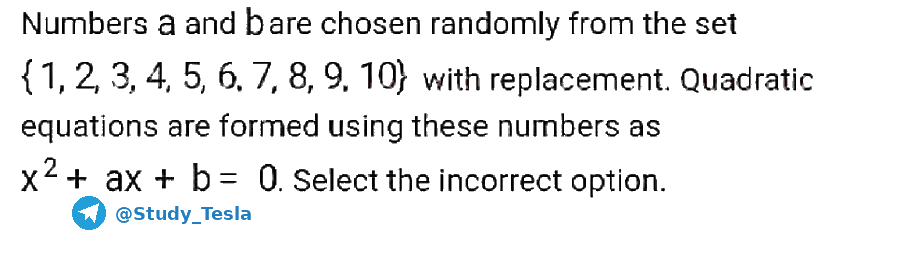 Numbers a and b are chosen randomly from the set
{1, 2, 3, 4, 5, 6, 7, 8, 9, 10} with replacement. Quadratic
equations are formed using these numbers as
x² + ax + b = 0. Select the incorrect option.
@Study_Tesla